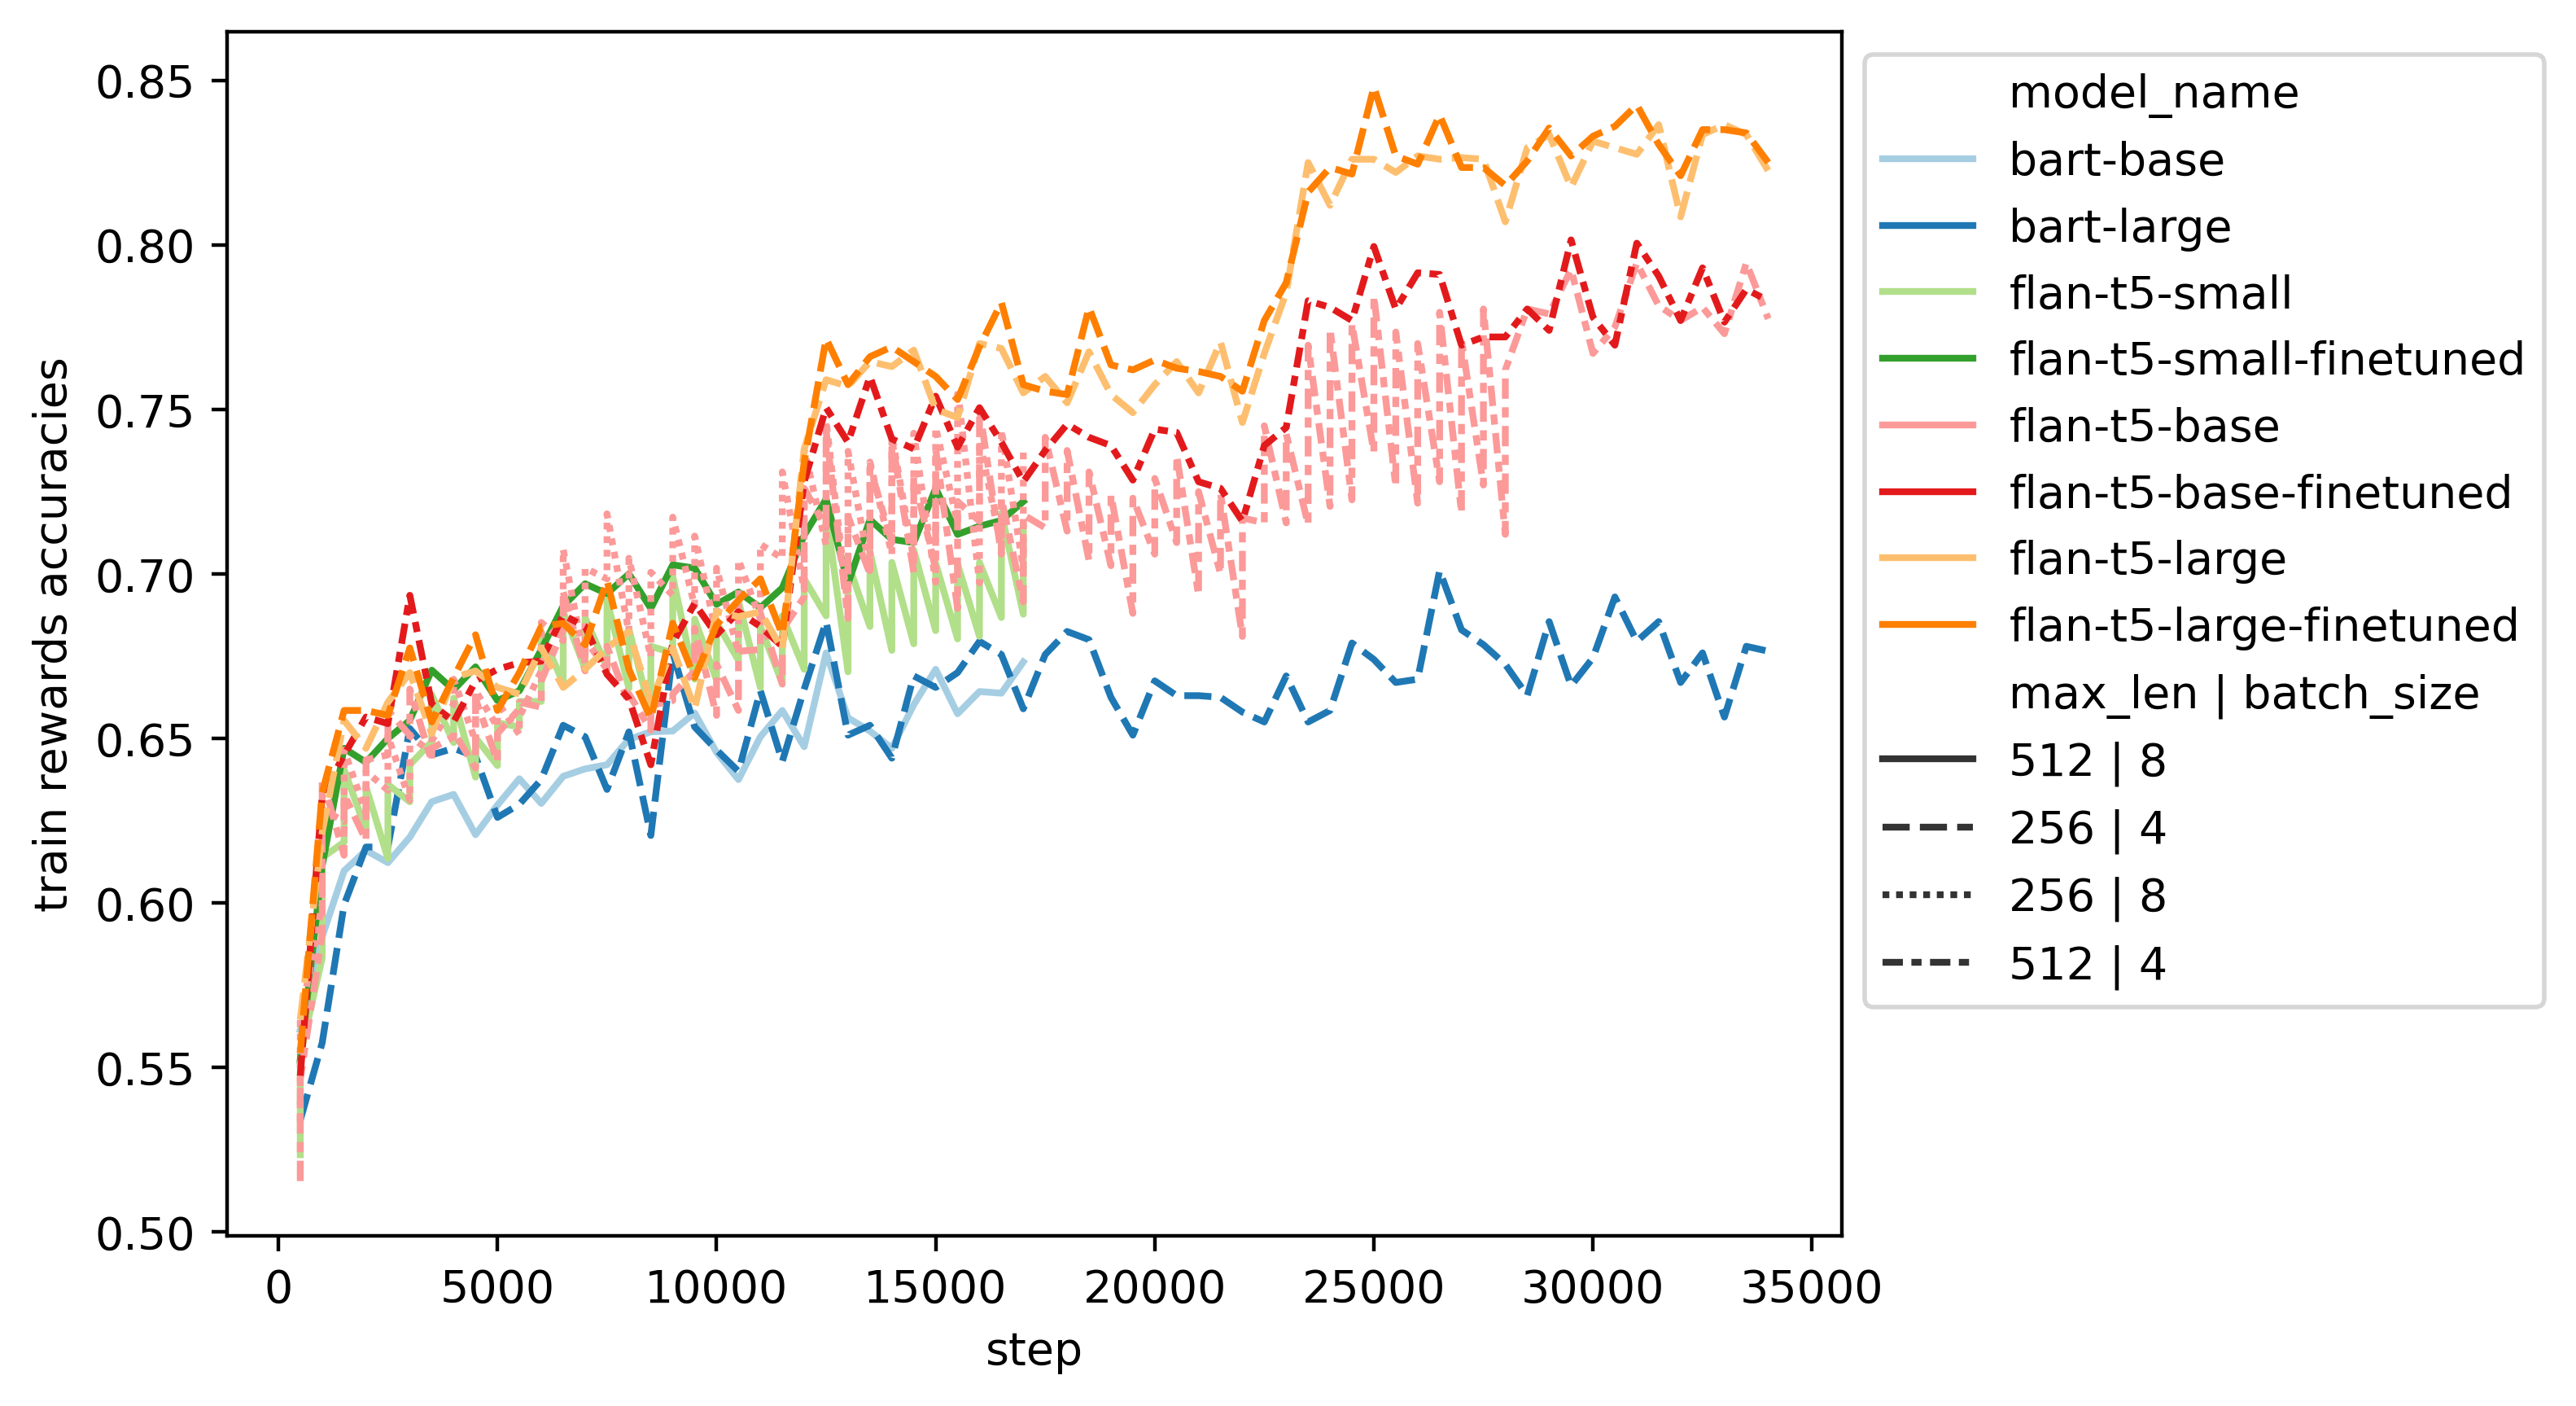 train rewards accuracies
0.85
0.80
0.75
0.70
0.65
0.60
0.55
0.50
0 5000 10000 15000 20000 25000 30000 35000
step
model_name
bart-base
bart-large
flan-t5-small
flan-t5-small-finetuned
flan-t5-base
flan-t5-base-finetuned
flan-t5-large
flan-t5-large-finetuned
max_len | batch_size
512 | 8
256 | 4
256 | 8
512 | 4